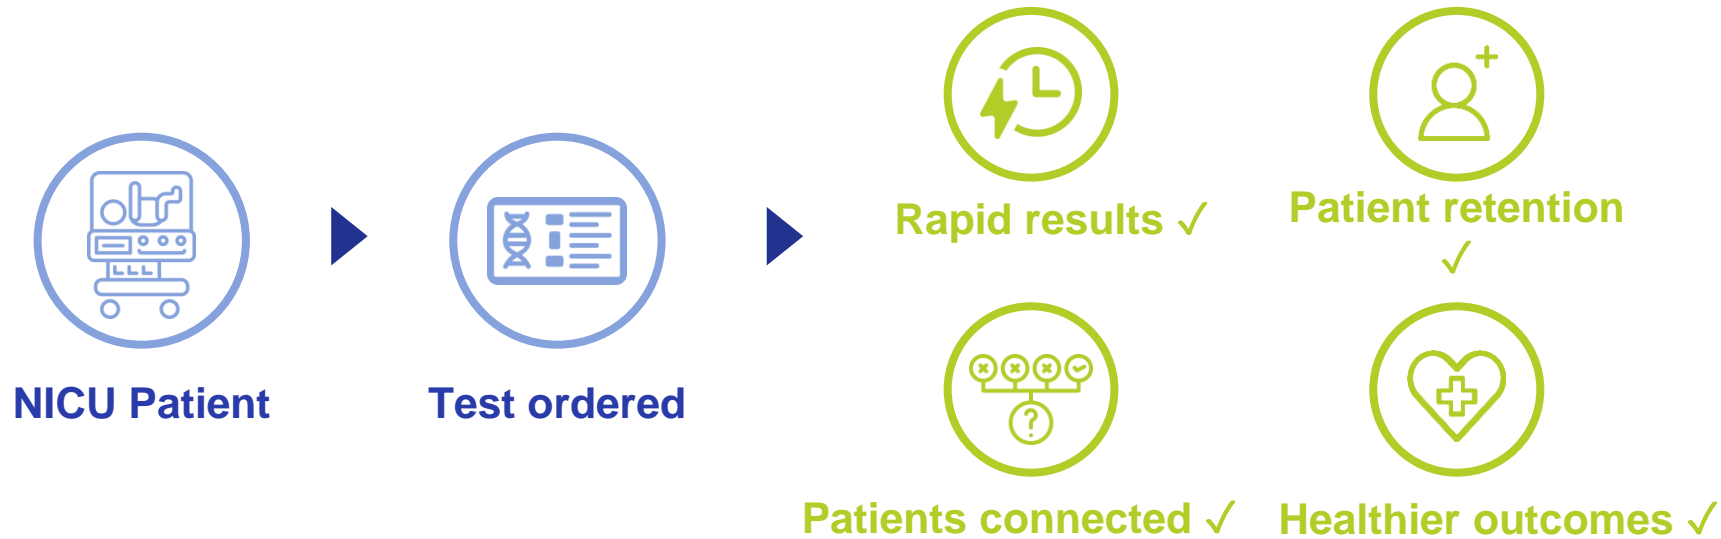 NICU Patient
Test ordered
Rapid results ✓
Patient retention
✓
Patients connected ✓
Healthier outcomes ✓